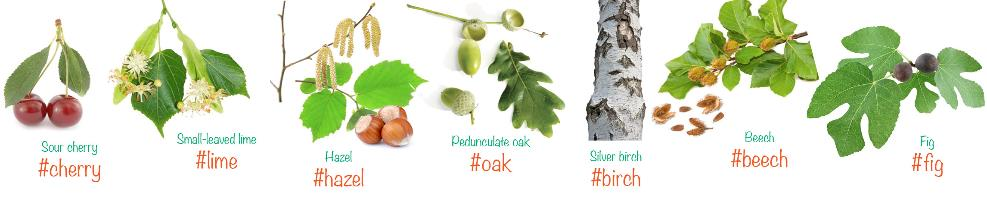 Sour cherry
#cherry
Small-leaved lime
#lime
Hazel
#hazel
Pedunculate oak
#oak
Silver birch
#birch
Beech
#beech
Fig
#fig